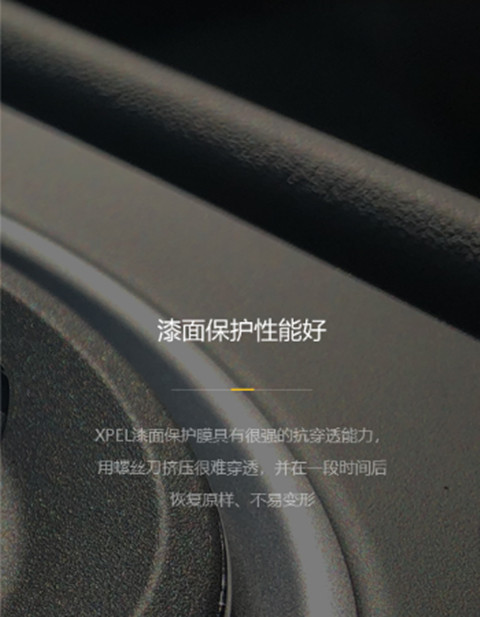 漆面保护性能好
XPEL漆面保护膜具有很强的抗穿透能力，
用螺丝刀挤压很难穿透，并在一段时间后
恢复原样、不易变形